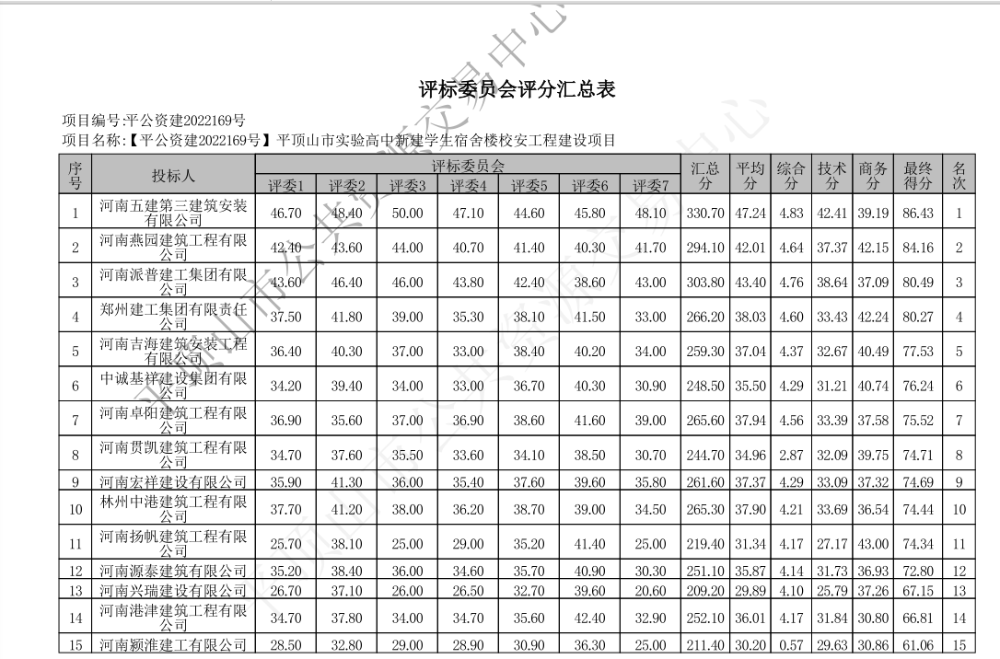 评标委员会评分汇总表
项目编号:平公资建2022169号
项目名称:【平公资建2022169号】平顶山市实验高中新建学生宿舍楼校安工程建设项目
序号 投标人 评标委员会 汇总分 平均分 综合分 技术分 商务分 最终得分 名次
评委1 评委2 评委3 评委4 评委5 评委6 评委7
1 河南五建第三建筑安装有限公司 46.70 48.40 50.00 47.10 44.60 45.80 48.10 330.70 47.24 4.83 42.41 39.19 86.43 1
2 河南燕园建筑工程有限公司 42.40 43.60 44.00 40.70 41.40 40.30 41.70 294.10 42.01 4.64 37.37 42.15 84.16 2
3 河南派普建工集团有限公司 43.60 46.40 46.00 43.80 42.40 38.60 43.00 303.80 43.40 4.76 38.64 37.09 80.49 3
4 郑州建工集团有限责任公司 37.50 41.80 39.00 35.30 38.10 41.50 33.00 266.20 38.03 4.60 33.43 42.24 80.27 4
5 河南吉海建筑安装工程有限公司 36.40 40.30 37.00 33.00 38.40 40.20 34.00 259.30 37.04 4.37 32.67 40.49 77.53 5
6 中诚基祥建设集团有限公司 34.20 39.40 34.00 33.00 36.70 40.30 30.90 248.50 35.50 4.29 31.21 40.74 76.24 6
7 河南卓阳建筑工程有限公司 36.90 35.60 37.00 36.90 38.60 41.60 39.00 265.60 37.94 4.56 33.39 37.58 75.52 7
8 河南贯凯建筑工程有限公司 34.70 37.60 35.50 33.60 34.10 38.50 30.70 244.70 34.96 2.87 32.09 39.75 74.71 8
9 河南宏祥建设有限公司 35.90 41.30 36.00 35.40 37.60 39.60 35.80 261.60 37.37 4.29 33.09 37.32 74.69 9
10 林州中港建筑工程有限公司 37.70 41.20 38.00 36.20 38.70 39.00 34.50 265.30 37.90 4.21 33.69 36.54 74.44 10
11 河南扬帆建筑工程有限公司 25.70 38.10 25.00 29.00 35.20 41.40 25.00 219.40 31.34 4.17 27.17 43.00 74.34 11
12 河南源泰建筑有限公司 35.20 38.40 36.00 34.60 35.70 40.90 30.30 251.10 35.87 4.14 31.73 36.93 72.80 12
13 河南兴瑞建设有限公司 26.70 37.10 26.00 26.50 32.70 39.60 20.60 209.20 29.89 4.10 25.79 37.26 67.15 13
14 河南港津建筑工程有限公司 34.70 37.80 34.00 34.70 35.60 42.40 32.90 252.10 36.01 4.17 31.84 30.80 66.81 14
15 河南颍淮建工有限公司 28.50 32.80 29.00 28.90 30.90 36.30 25.00 211.40 30.20 0.57 29.63 30.86 61.06 15
平顶山市公共资源交易中心
平顶山市公共资源交易中心